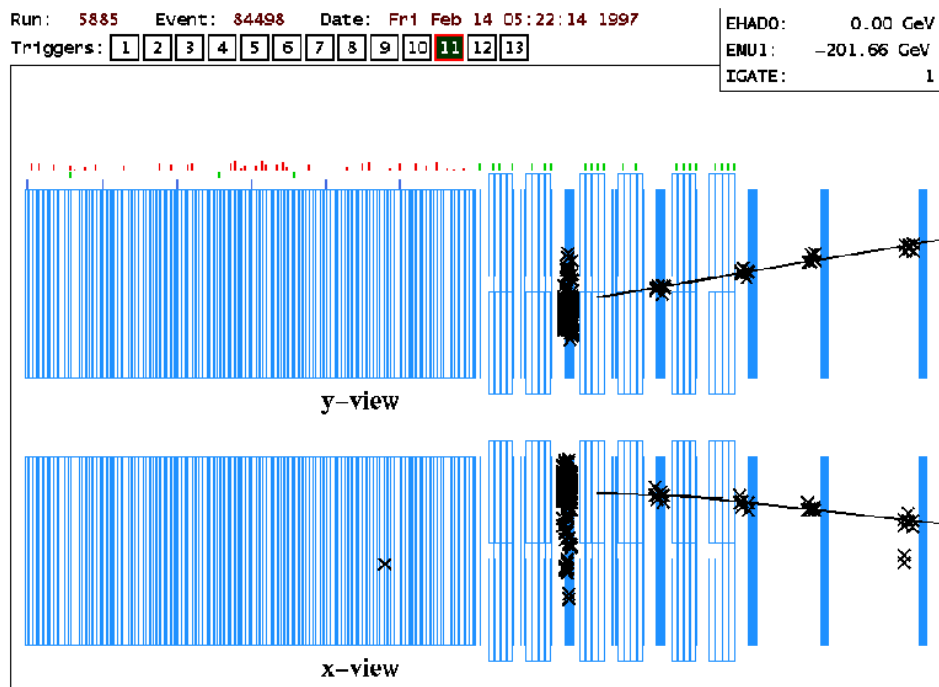 Run: 5885 Event: 84498 Date: Fri Feb 14 05:22:14 1997
Triggers: 1 2 3 4 5 6 7 8 9 10 11 12 13
EHAD0: 0.00 GeV
EMU1: -201.66 GeV
IGATE: 1
y-view
x-view